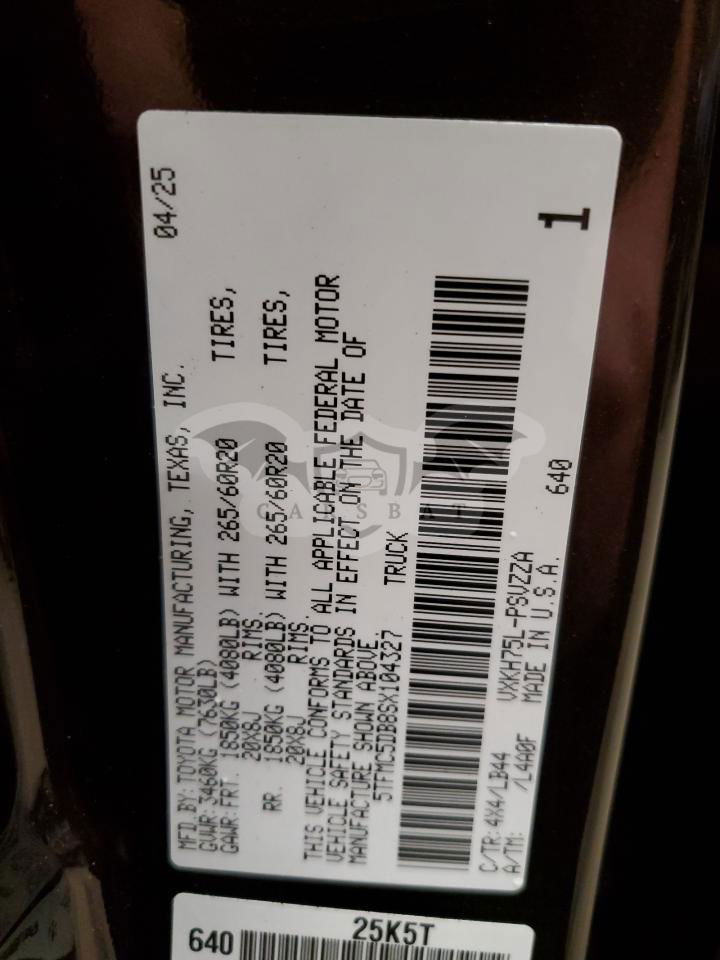 MFD. BY: TOYOTA MOTOR MANUFACTURING, TEXAS, INC. 04/25
GVWR: 3460KG (7630LB)
GAWR: FRT. 1850KG (4080LB) WITH 265/60R20 TIRES,
20X8J RIMS.
RR. 1850KG (4080LB) WITH 265/60R20 TIRES,
20X8J RIMS.
THIS VEHICLE CONFORMS TO ALL APPLICABLE FEDERAL MOTOR
VEHICLE SAFETY STANDARDS IN EFFECT ON THE DATE OF
MANUFACTURE SHOWN ABOVE.
5TFMC5DB8SX104327 TRUCK
C/TR: 4X4/LB44 VXKH75L-PSVZZA 640
A/TM: /L4A0F MADE IN U.S.A.
1
CARSBAT
25K5T
640